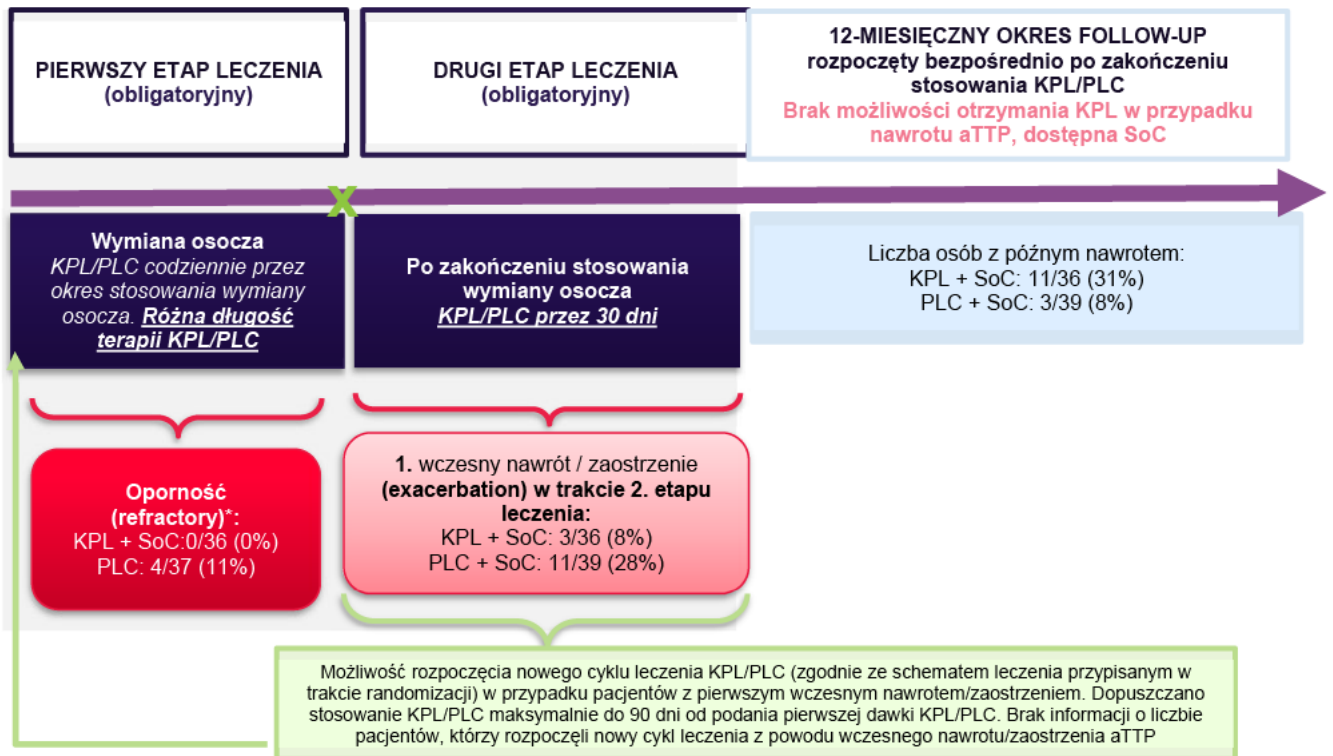 PIERWSZY ETAP LECZENIA
(obligatoryjny)
DRUGI ETAP LECZENIA
(obligatoryjny)
12-MIESIĘCZNY OKRES FOLLOW-UP
rozpoczęty bezpośrednio po zakończeniu
stosowania KPL/PLC
Brak możliwości otrzymania KPL w przypadku
nawrotu aTTP, dostępna SoC
X
Wymiana osocza
KPL/PLC codziennie przez
okres stosowania wymiany
osocza. Różna długość
terapii KPL/PLC
Po zakończeniu stosowania
wymiany osocza
KPL/PLC przez 30 dni
Liczba osób z późnym nawrotem:
KPL + SoC: 11/36 (31%)
PLC + SoC: 3/39 (8%)
Oporność
(refractory)*:
KPL + SoC:0/36 (0%)
PLC: 4/37 (11%)
1. wczesny nawrót / zaostrzenie
(exacerbation) w trakcie 2. etapu
leczenia:
KPL + SoC: 3/36 (8%)
PLC + SoC: 11/39 (28%)
Możliwość rozpoczęcia nowego cyklu leczenia KPL/PLC (zgodnie ze schematem leczenia przypisanym w
trakcie randomizacji) w przypadku pacjentów z pierwszym wczesnym nawrotem/zaostrzeniem. Dopuszczano
stosowanie KPL/PLC maksymalnie do 90 dni od podania pierwszej dawki KPL/PLC. Brak informacji o liczbie
pacjentów, którzy rozpoczęli nowy cykl leczenia z powodu wczesnego nawrotu/zaostrzenia aTTP